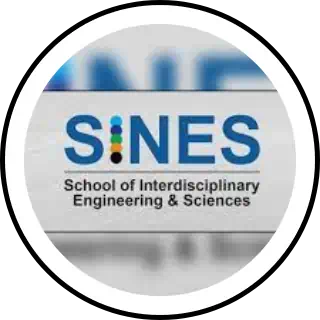 SINES
School of Interdisciplinary
Engineering & Sciences